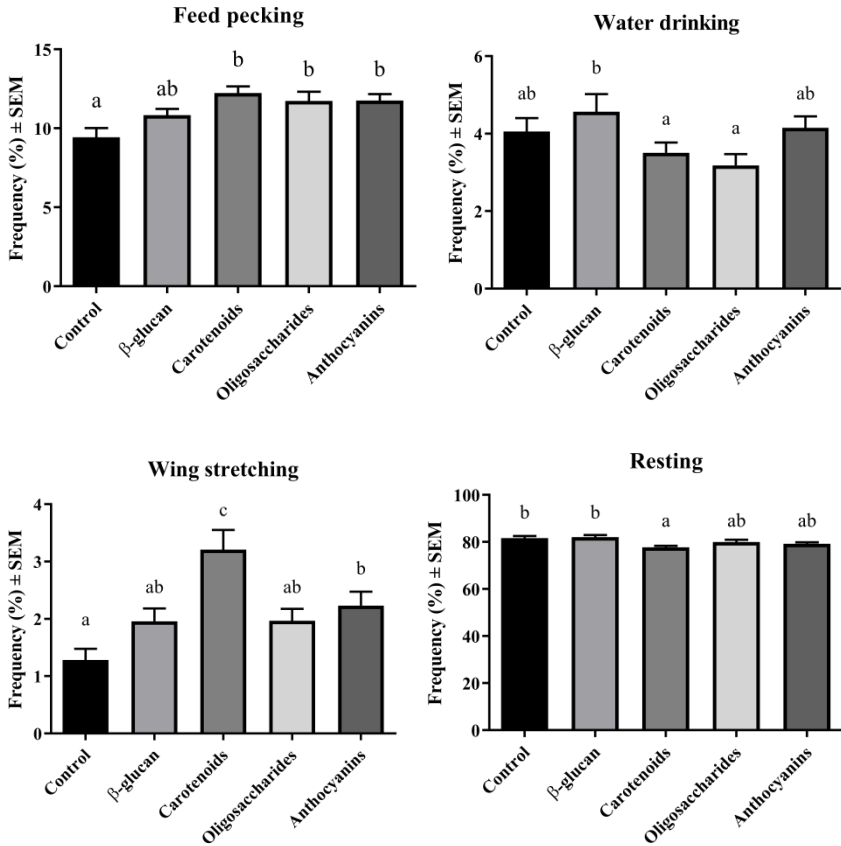 Feed pecking
Frequency (%) ± SEM
15
10
5
0
a
ab
b
b
b
Control
β-glucan
Carotenoids
Oligosaccharides
Anthocyanins
Water drinking
Frequency (%) ± SEM
6
4
2
0
ab
b
a
a
ab
Control
β-glucan
Carotenoids
Oligosaccharides
Anthocyanins
Wing stretching
Frequency (%) ± SEM
4
3
2
1
0
a
ab
c
ab
b
Control
β-glucan
Carotenoids
Oligosaccharides
Anthocyanins
Resting
Frequency (%) ± SEM
100
80
60
40
20
0
b
b
a
ab
ab
Control
β-glucan
Carotenoids
Oligosaccharides
Anthocyanins